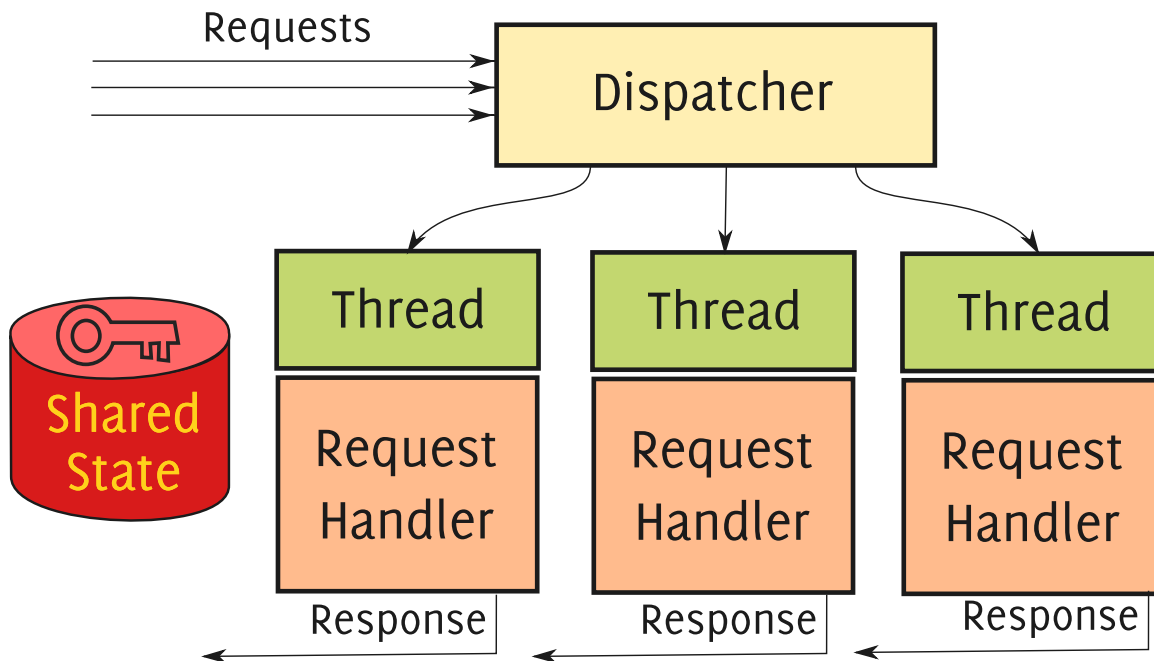 Requests
Dispatcher
Thread
Thread
Thread
Shared
State
Request
Handler
Request
Handler
Request
Handler
Response
Response
Response